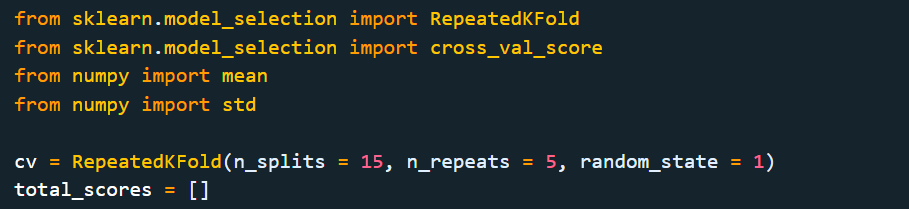 from sklearn.model_selection import RepeatedKFold
from sklearn.model_selection import cross_val_score
from numpy import mean
from numpy import std
cv = RepeatedKFold(n_splits = 15, n_repeats = 5, random_state = 1)
total_scores = []